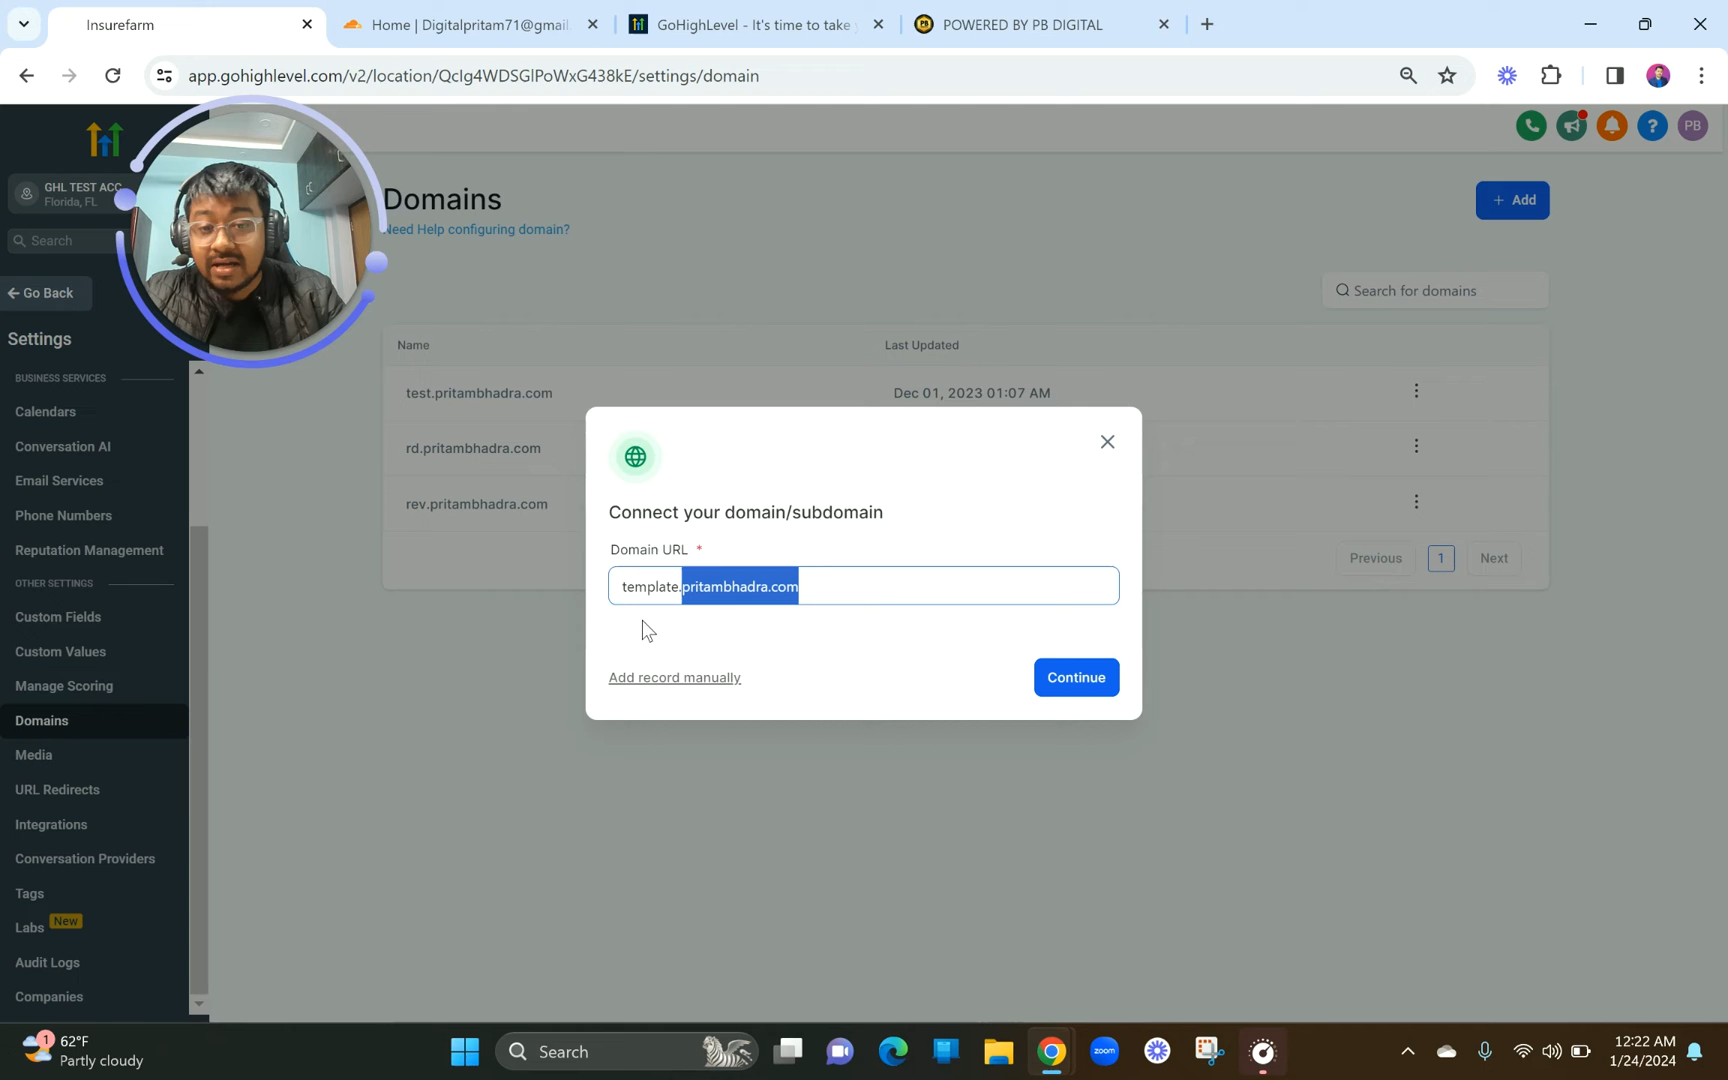 Insurefarm
Home | Digitalpritam71@gmail
GoHighLevel - It's time to take
POWERED BY PB DIGITAL
app.gohighlevel.com/v2/location/QcIg4WDSGlPoWxG438kE/settings/domain
PB
GHL TEST ACC
Florida, FL
Search
Go Back
Settings
BUSINESS SERVICES
Calendars
Conversation AI
Email Services
Phone Numbers
Reputation Management
OTHER SETTINGS
Custom Fields
Custom Values
Manage Scoring
Domains
Media
URL Redirects
Integrations
Conversation Providers
Tags
Labs New
Audit Logs
Companies
Domains
+ Add
Need Help configuring domain?
Search for domains
Name Last Updated
test.pritambhadra.com Dec 01, 2023 01:07 AM
rd.pritambhadra.com
rev.pritambhadra.com
Previous 1 Next
Connect your domain/subdomain
Domain URL *
template.pritambhadra.com
Add record manually
Continue
1
62°F
Partly cloudy
Search
zoom
12:22 AM
1/24/2024